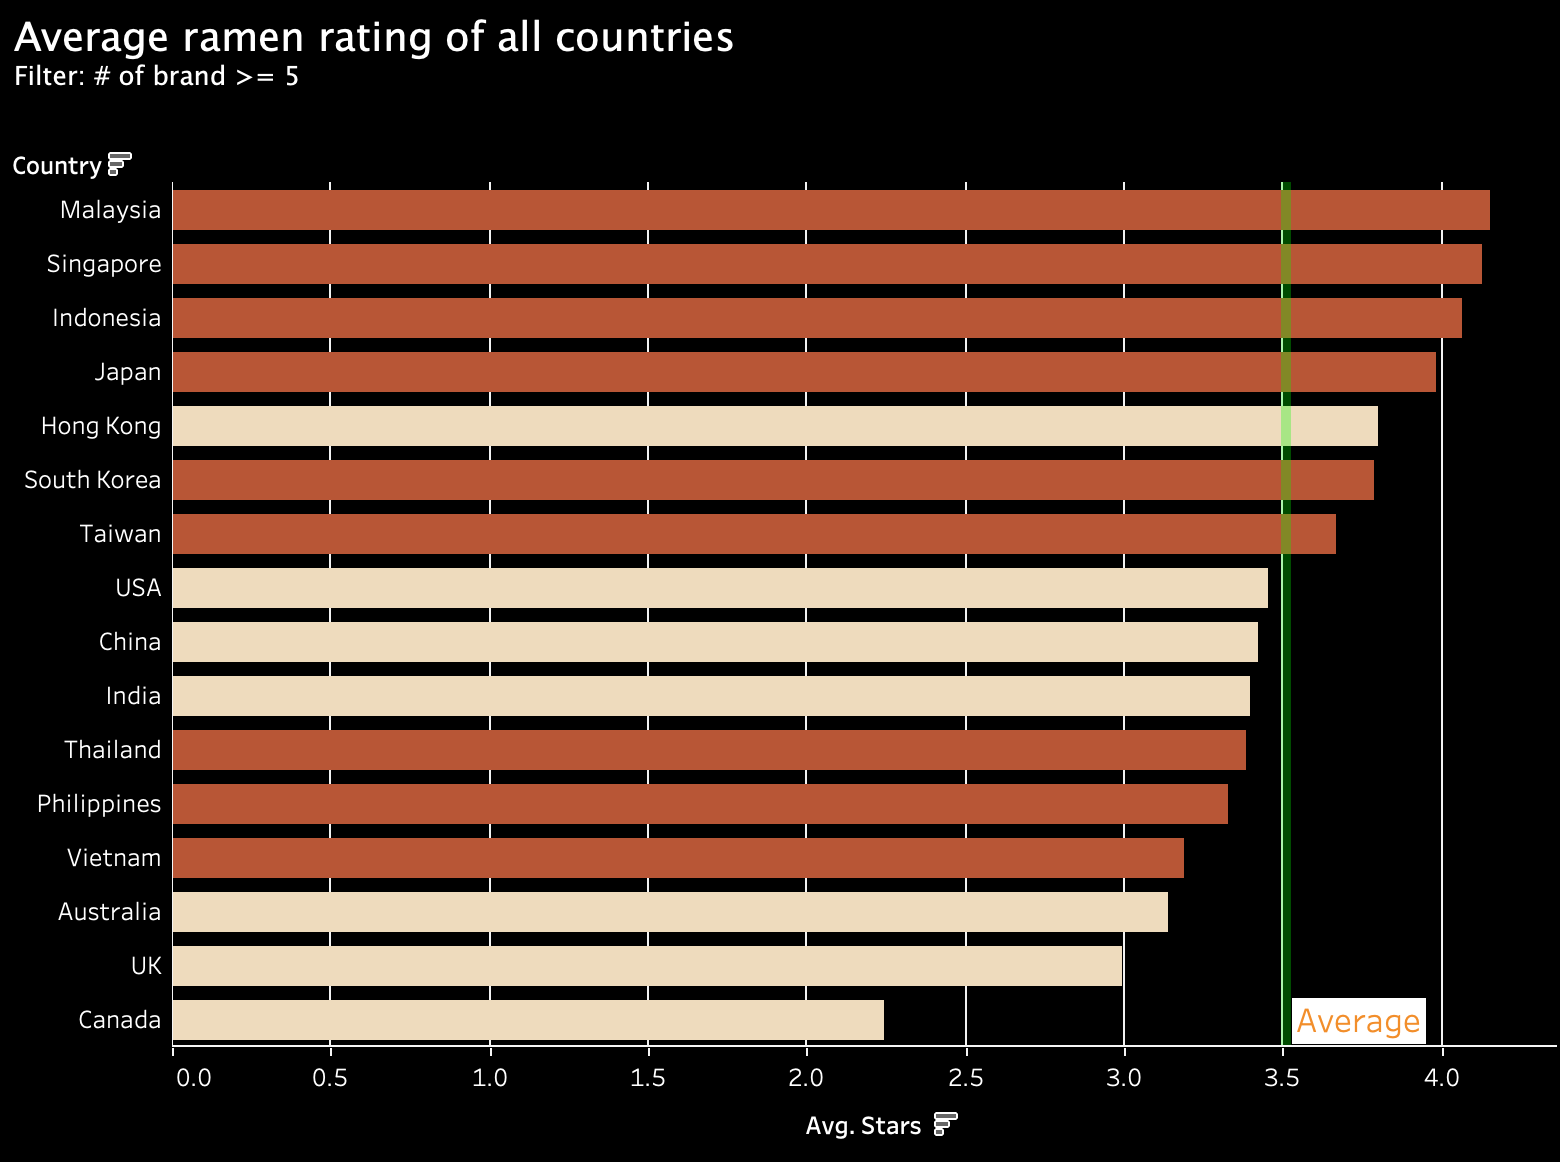 Average ramen rating of all countries
Filter: # of brand >= 5
Country
Malaysia
Singapore
Indonesia
Japan
Hong Kong
South Korea
Taiwan
USA
China
India
Thailand
Philippines
Vietnam
Australia
UK
Canada
Average
0.0 0.5 1.0 1.5 2.0 2.5 3.0 3.5 4.0
Avg. Stars